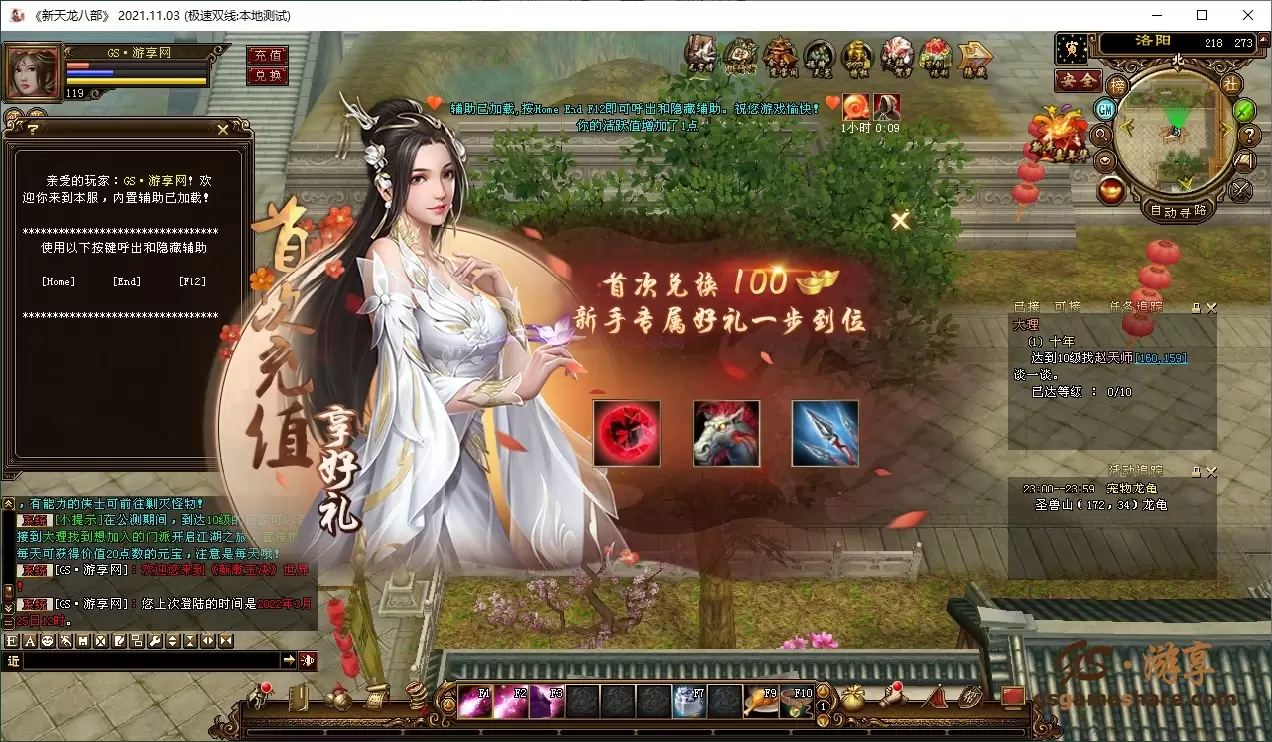 《新天龙八部》 2021.11.03 (极速双线:本地测试)
GS·游享网
119
充值
兑换
洛阳
218 273
北
安全
榜
社
GM
自动寻路
辅助已加载,按Home End F12即可呼出和隐藏辅助。祝您游戏愉快!
你的活跃值增加了1点
1小时 0:09
?
亲爱的玩家：GS·游享网！欢
迎你来到本服，内置辅助已加载！
***********************************
使用以下按键呼出和隐藏辅助
[Home] [End] [F12]
***********************************
首次充值
享好礼
首次兑换 100
新手专属好礼一步到位
已接 可接 任务追踪
大理
(1) 十年
达到10级找赵天师[160,159]
谈一谈。
已达等级 : 0/10
活动追踪
23:00--23:59 宠物龙鱼
圣兽山(172，34)龙鱼
，有能力的侠士可前往剿灭怪物！
系统 [小提示]在公测期间，到达10级的
接到大理找到想加入的门派开启江湖之旅，
每天可获得价值20点数的元宝，注意是每天哦！
系统 [GS·游享网]：欢迎您来到《新
世界
！
系统 [GS·游享网]：您上次登陆的时间是2022年3月
25日12时。
近
F1 F2 F3 F7 F9 F10
1
GS·游享
gsgameshare.com